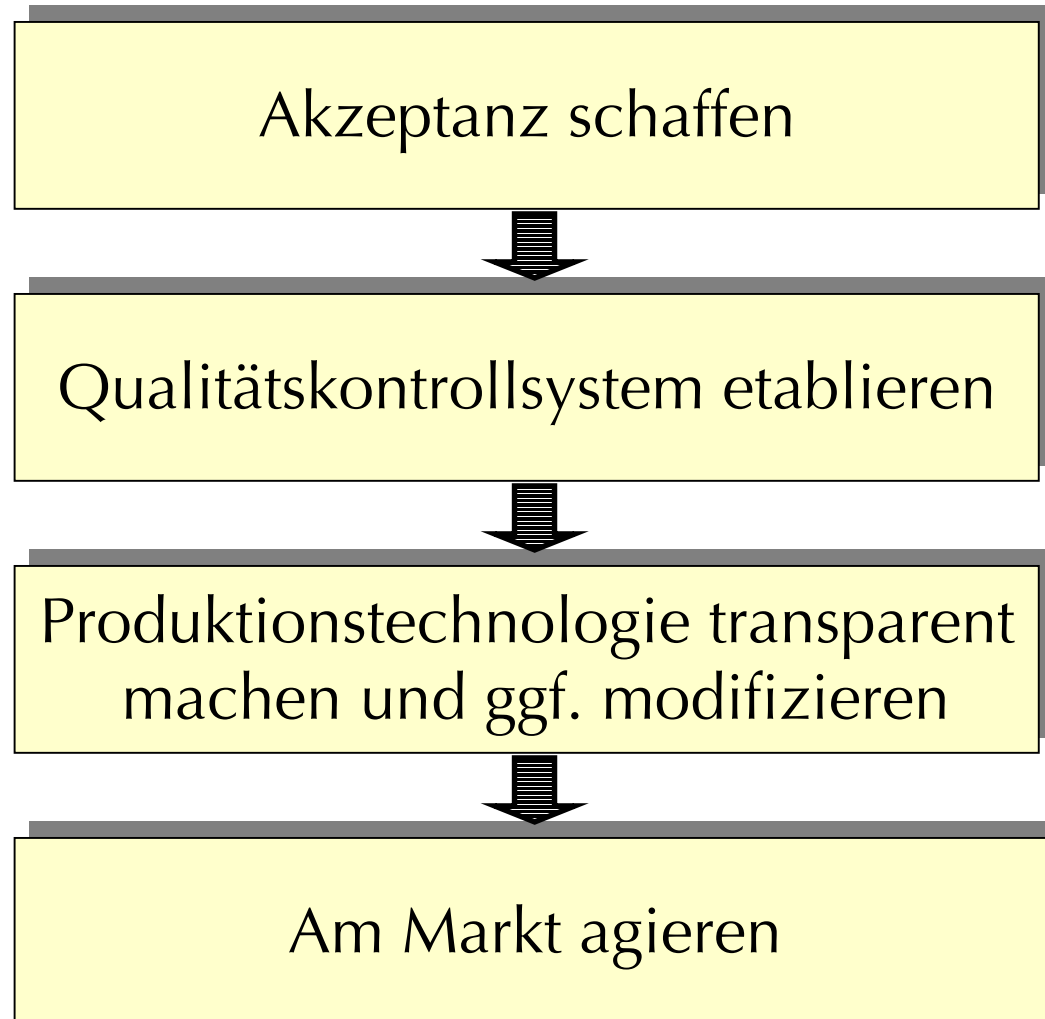 Akzeptanz schaffen
Qualitätskontrollsystem etablieren
Produktionstechnologie transparent
machen und ggf. modifizieren
Am Markt agieren